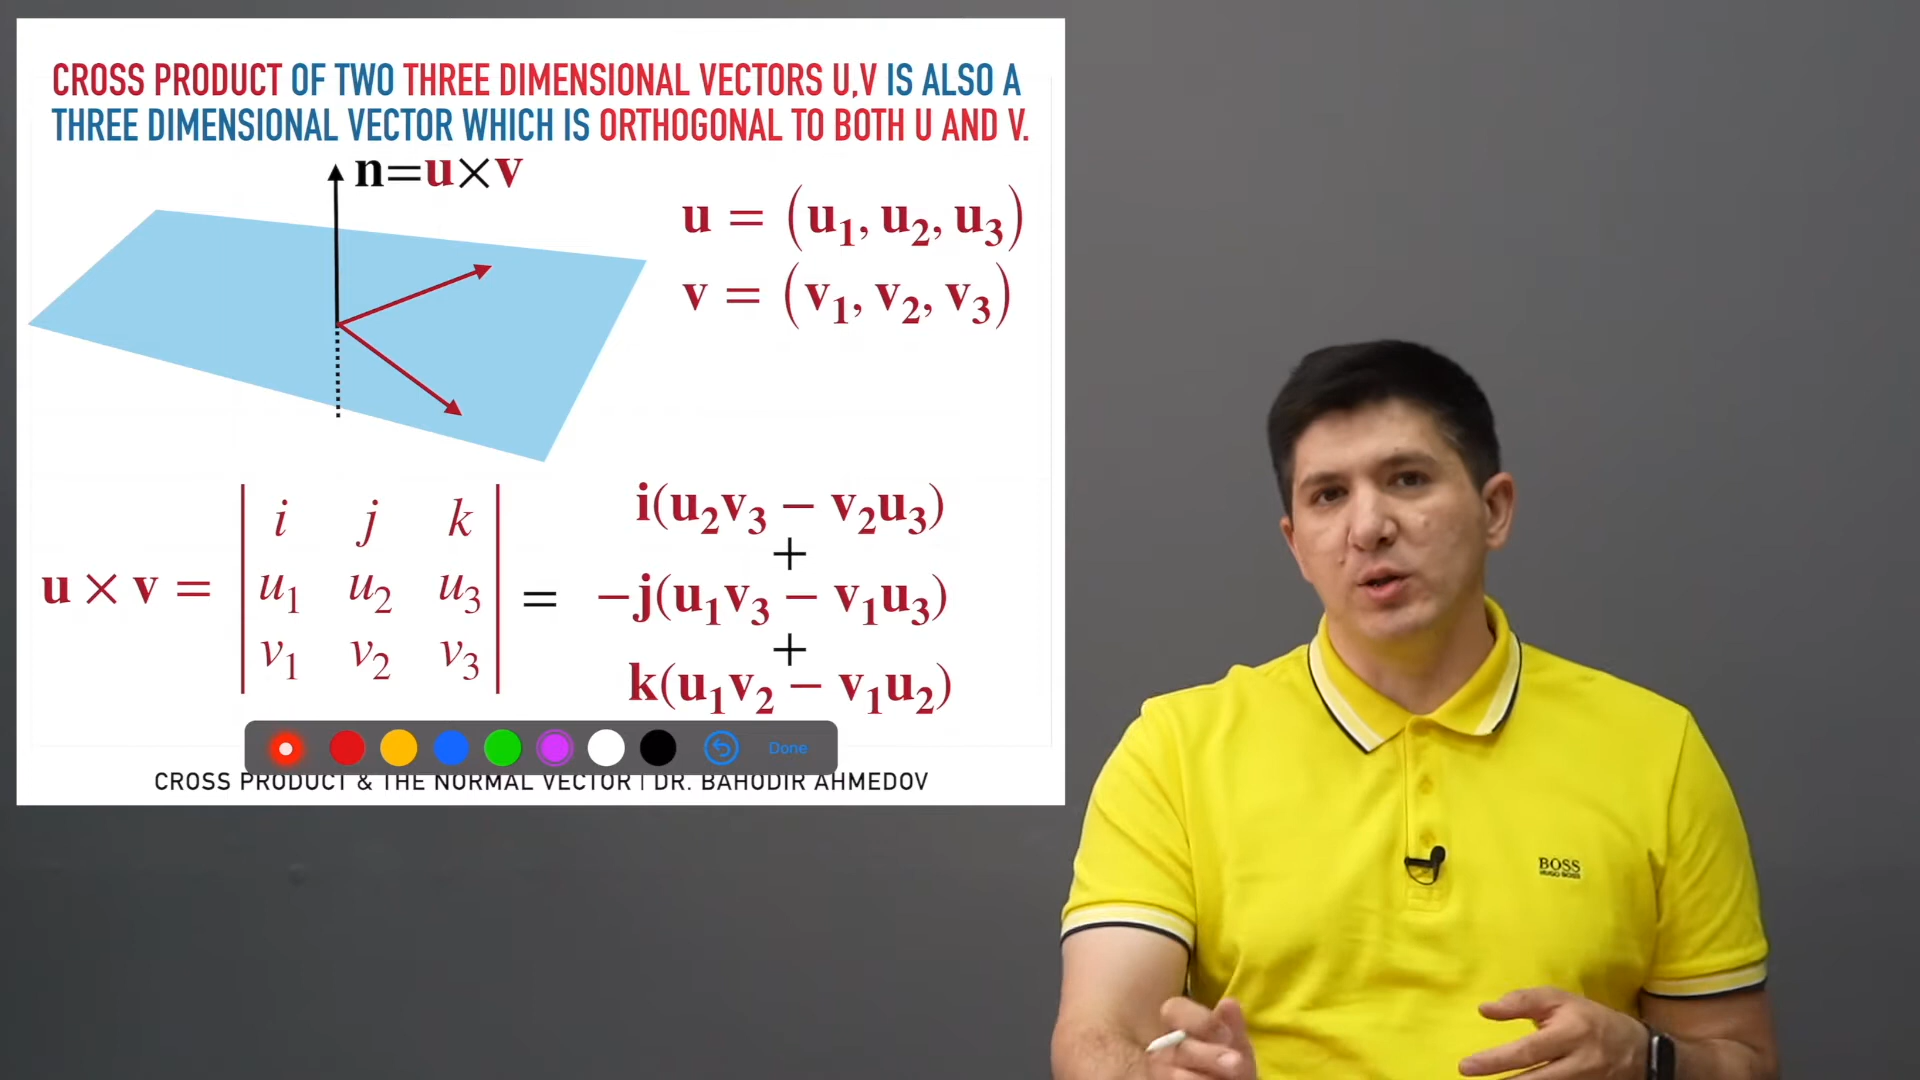 CROSS PRODUCT OF TWO THREE DIMENSIONAL VECTORS U,V IS ALSO A
THREE DIMENSIONAL VECTOR WHICH IS ORTHOGONAL TO BOTH U AND V.
n=u×v
u = (u₁, u₂, u₃)
v = (v₁, v₂, v₃)
u × v =
i j k
u₁ u₂ u₃
v₁ v₂ v₃
=
i(u₂v₃ − v₂u₃)
+
−j(u₁v₃ − v₁u₃)
+
k(u₁v₂ − v₁u₂)
Done
CROSS PRODUCT & THE NORMAL VECTOR | DR. BAHODIR AHMEDOV
BOSS
HUGO BOSS